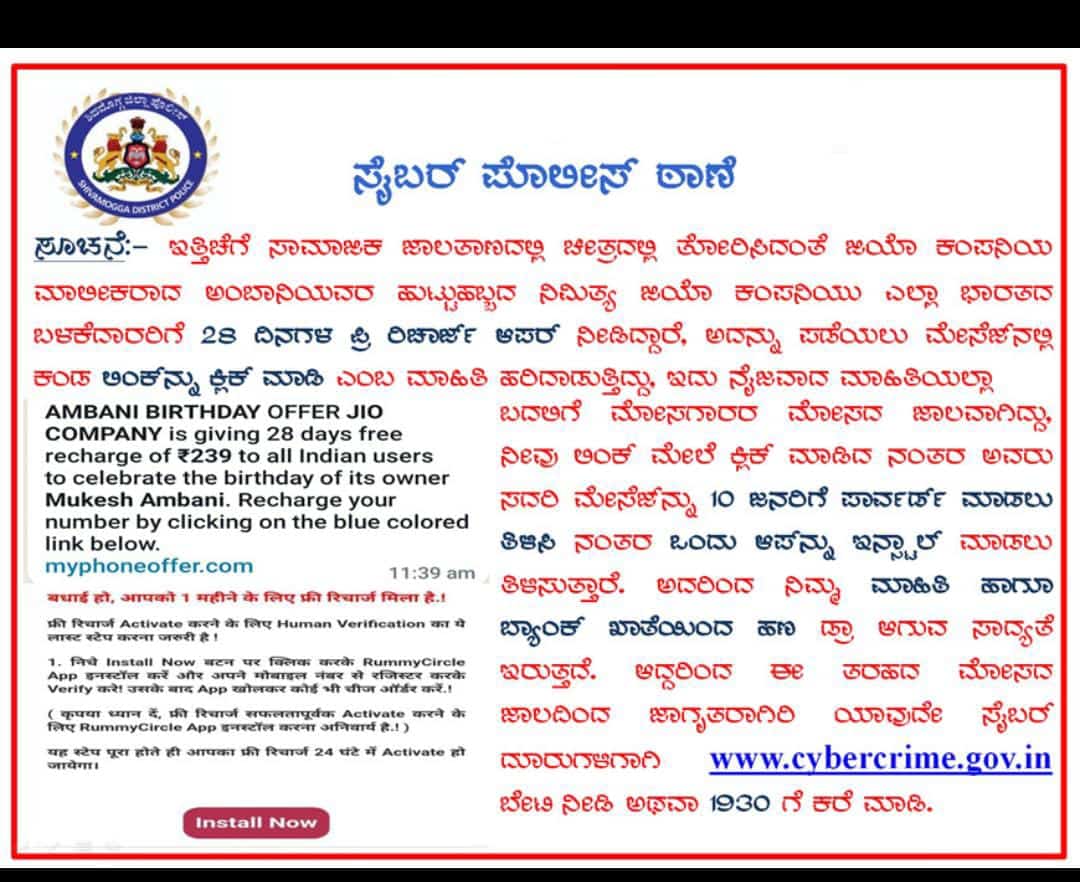 ಶಿವಮೊಗ್ಗ ಜಿಲ್ಲಾ ಪೊಲೀಸ್
SHIVAMOGGA DISTRICT POLICE
ಸೈಬರ್ ಪೊಲೀಸ್ ಠಾಣೆ
ಸೂಚನೆ:- ಇತ್ತಿಚೆಗೆ ಸಾಮಾಜಿಕ ಜಾಲತಾಣದಲ್ಲಿ ಚೀತ್ರದಲ್ಲಿ ತೋರಿಸಿದಂತೆ ಜಿಯೊ ಕಂಪನಿಯ
ಮಾಲೀಕರಾದ ಅಂಬಾನಿಯವರ ಹುಟ್ಟುಹಬ್ಬದ ನಿಮಿತ್ಯ ಜಿಯೊ ಕಂಪನಿಯು ಎಲ್ಲಾ ಭಾರತದ
ಬಳಕೆದಾರರಿಗೆ 28 ದಿನಗಳ ಪ್ರಿ ರಿಚಾರ್ಜ್ ಆಪರ್ ನೀಡಿದ್ದಾರೆ, ಅದನ್ನು ಪಡೆಯಲು ಮೇಸೆಜ್‌ನಲ್ಲಿ
ಕಂಡ ಲಿಂಕ್‌ನ್ನು ಕ್ಲಿಕ್ ಮಾಡಿ ಎಂಬ ಮಾಹಿತಿ ಹರಿದಾಡುತ್ತಿದ್ದು, ಇದು ನೈಜವಾದ ಮಾಹಿತಿಯಲ್ಲಾ
AMBANI BIRTHDAY OFFER JIO
COMPANY is giving 28 days free
recharge of ₹239 to all Indian users
to celebrate the birthday of its owner
Mukesh Ambani. Recharge your
number by clicking on the blue colored
link below.
myphoneoffer.com
11:39 am
बधाई हो, आपको 1 महीने के लिए फ्री रिचार्ज मिला है.!
फ्री रिचार्ज Activate करने के लिए Human Verification का ये
लास्ट स्टेप करना जरुरी है !
1. निचे Install Now बटन पर क्लिक करके RummyCircle
App इनस्टॉल करें और अपने मोबाइल नंबर से रजिस्टर करके
Verify करे! उसके बाद App खोलकर कोई भी चीज ऑर्डर करें.!
( कृपया ध्यान दें, फ्री रिचार्ज सफलतापूर्वक Activate करने के
लिए RummyCircle App इनस्टॉल करना अनिवार्य है.! )
यह स्टेप पूरा होते ही आपका फ्री रिचार्ज 24 घंटे में Activate हो
जायेगा।
Install Now
ಬದಲಿಗೆ ಮೋಸಗಾರರ ಮೋಸದ ಜಾಲವಾಗಿದ್ದು,
ನೀವು ಲಿಂಕ್ ಮೇಲೆ ಕ್ಲಿಕ್ ಮಾಡಿದ ನಂತರ ಅವರು
ಸದರಿ ಮೇಸೆಜ್‌ನ್ನು 10 ಜನರಿಗೆ ಪಾರ್ವರ್ಡ್ ಮಾಡಲು
ತಿಳಿಸಿ ನಂತರ ಒಂದು ಆಪ್‌ನ್ನು ಇನ್ಸ್ಟಾಲ್ ಮಾಡಲು
ತಿಳಿಸುತ್ತಾರೆ. ಅದರಿಂದ ನಿಮ್ಮ ಮಾಹಿತಿ ಹಾಗೂ
ಬ್ಯಾಂಕ್ ಖಾತೆಯಿಂದ ಹಣ ಡ್ರಾ ಆಗುವ ಸಾದ್ಯತೆ
ಇರುತ್ತದೆ. ಆದ್ದರಿಂದ ಈ ತರಹದ ಮೋಸದ
ಜಾಲದಿಂದ ಜಾಗೃತರಾಗಿರಿ ಯಾವುದೇ ಸೈಬರ್
ದೂರುಗಳಿಗಾಗಿ www.cybercrime.gov.in
ಬೇಟಿ ನೀಡಿ ಅಥವಾ 1930 ಗೆ ಕರೆ ಮಾಡಿ.